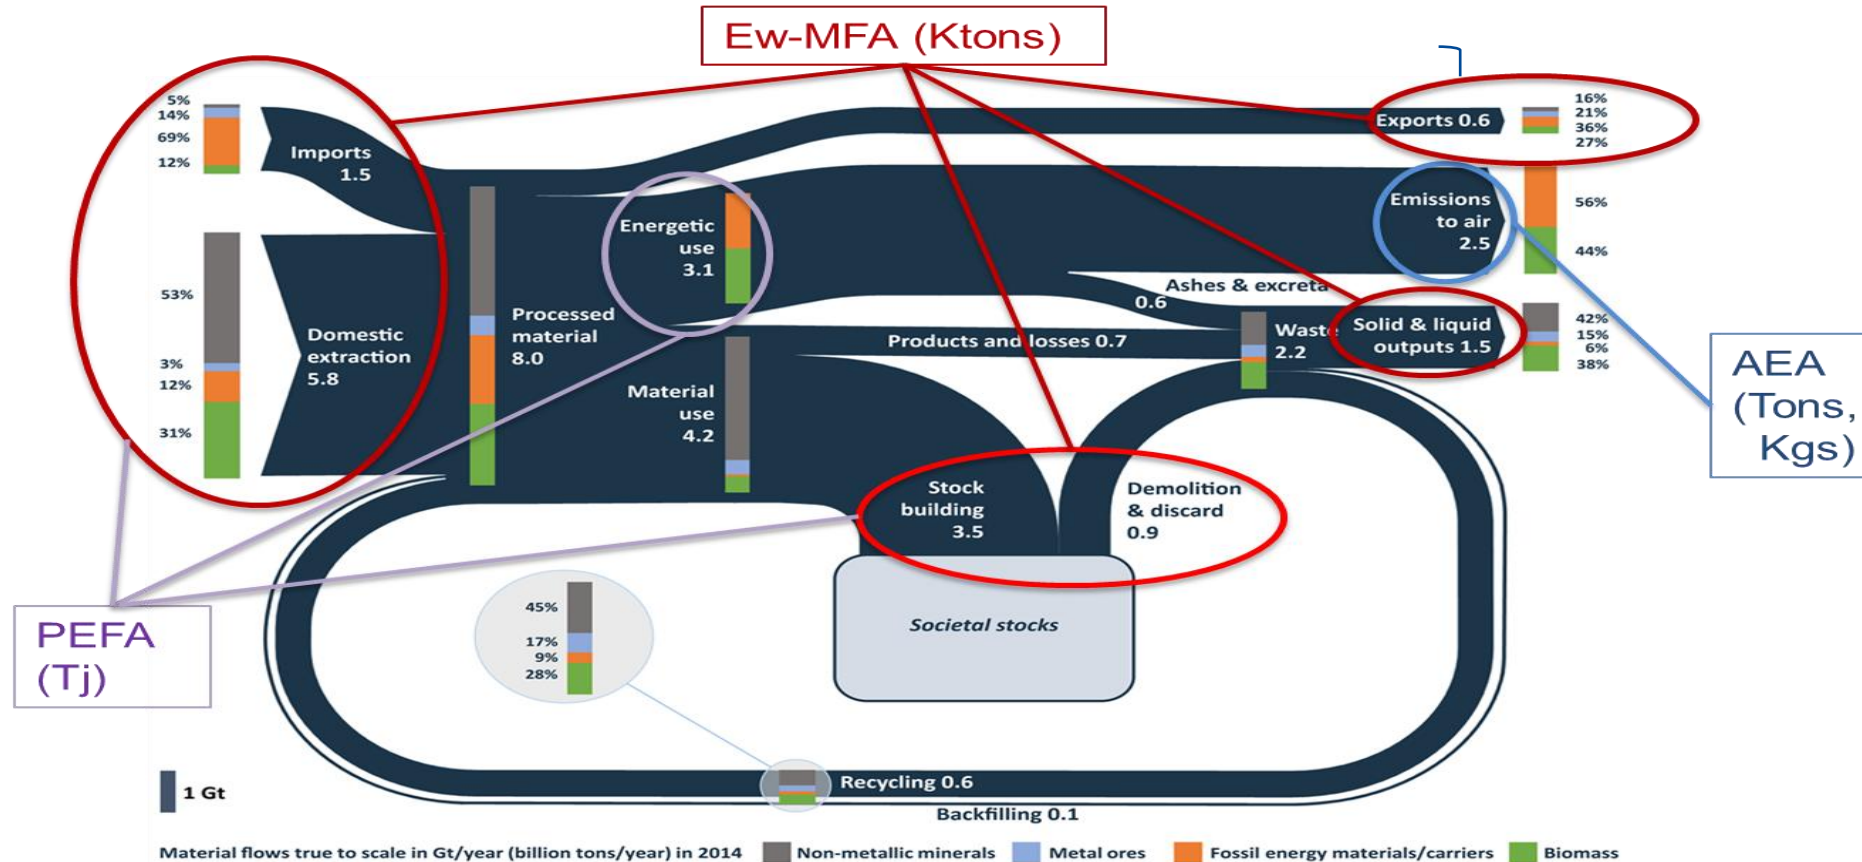 Ew-MFA (Ktons)
5%
14%
69%
12%
Imports
1.5
53%
3%
12%
31%
Domestic
extraction
5.8
Processed
material
8.0
Energetic
use
3.1
Material
use
4.2
Exports 0.6
16%
21%
36%
27%
Emissions
to air
2.5
56%
44%
Ashes & excreta
0.6
Products and losses 0.7
Waste
2.2
Solid & liquid
outputs 1.5
42%
15%
6%
38%
AEA
(Tons,
Kgs)
Stock
building
3.5
Demolition
& discard
0.9
Societal stocks
PEFA
(Tj)
45%
17%
9%
28%
Recycling 0.6
Backfilling 0.1
1 Gt
Material flows true to scale in Gt/year (billion tons/year) in 2014 Non-metallic minerals Metal ores Fossil energy materials/carriers Biomass